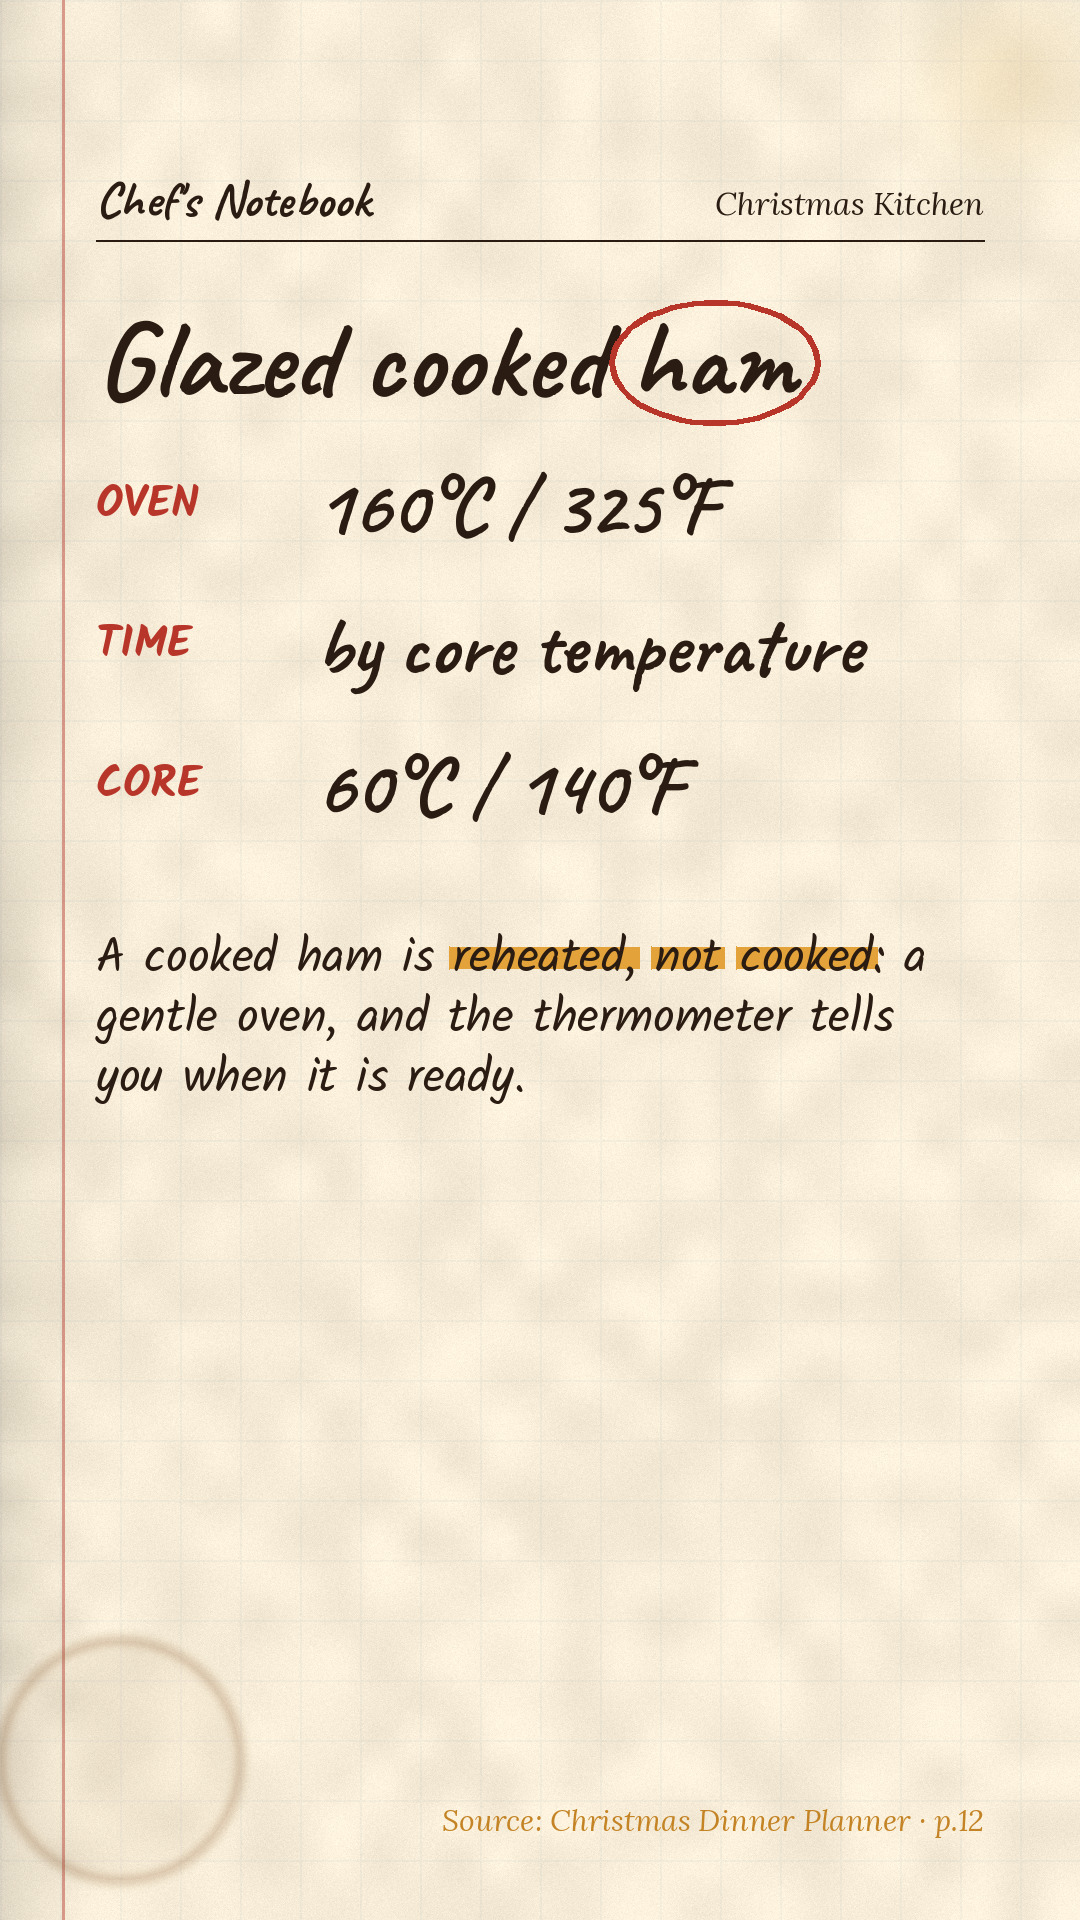 Chef's Notebook
Christmas Kitchen
Glazed cooked ham
OVEN 160°C / 325°F
TIME by core temperature
CORE 60°C / 140°F
A cooked ham is reheated, not cooked: a
gentle oven, and the thermometer tells
you when it is ready.
Source: Christmas Dinner Planner · p.12